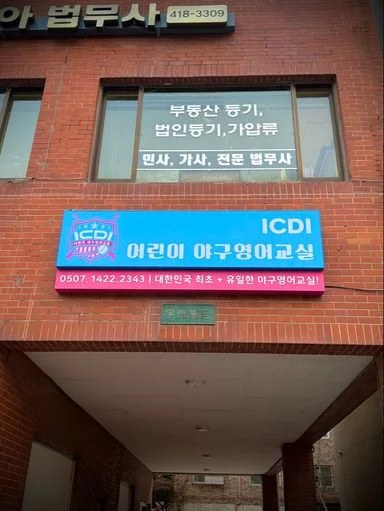 아 법무사 418-3309
부동산 등기,
법인등기,가압류
민사, 가사, 전문 법무사
ICDI
ICDI
어린이 야구영어교실
0507.1422.2343 | 대한민국 최초 + 유일한 야구영어교실!